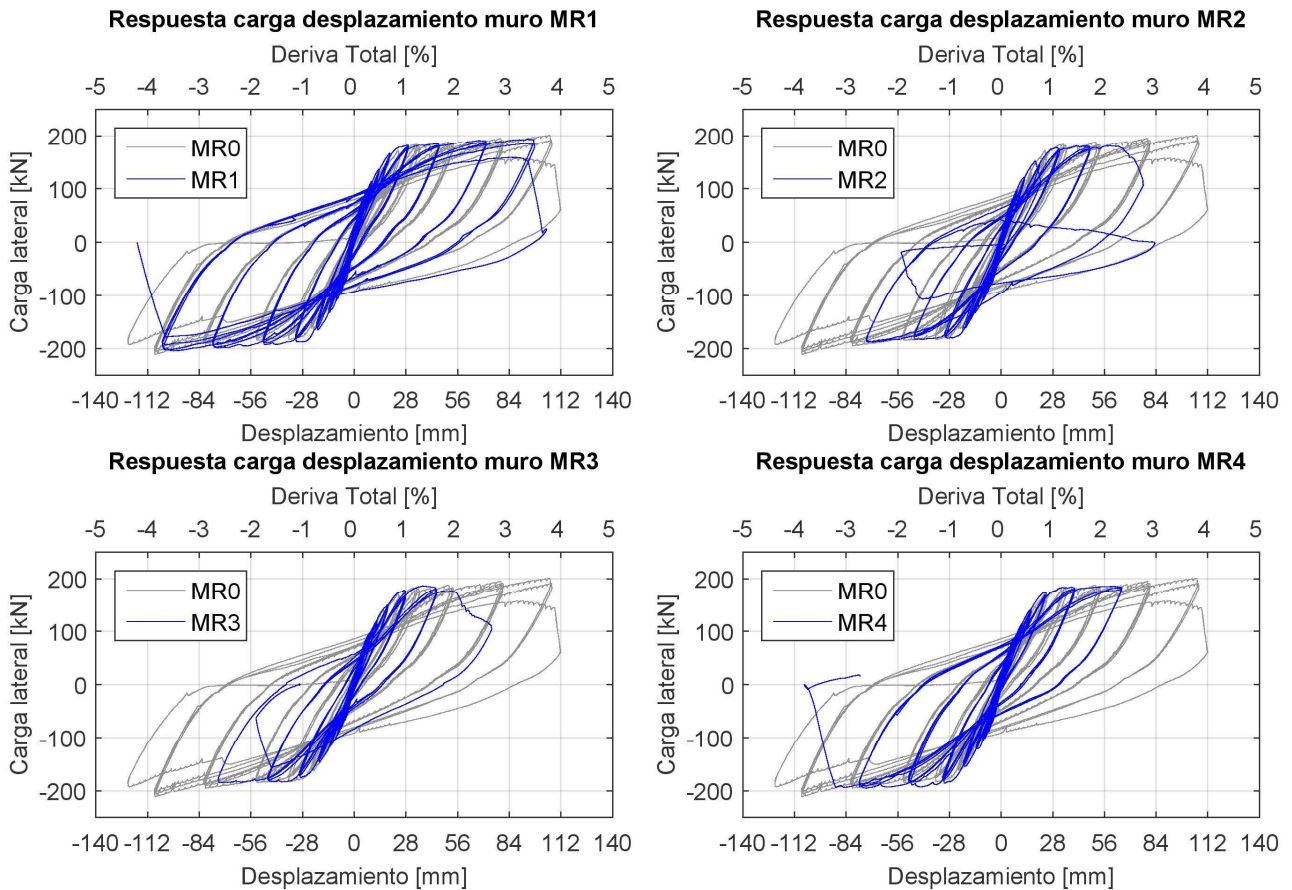 Respuesta carga desplazamiento muro MR1
Deriva Total [%]
-5 -4 -3 -2 -1 0 1 2 3 4 5
Carga lateral [kN]
200
100
0
-100
-200
MR0
MR1
-140 -112 -84 -56 -28 0 28 56 84 112 140
Desplazamiento [mm]
Respuesta carga desplazamiento muro MR2
Deriva Total [%]
-5 -4 -3 -2 -1 0 1 2 3 4 5
Carga lateral [kN]
200
100
0
-100
-200
MR0
MR2
-140 -112 -84 -56 -28 0 28 56 84 112 140
Desplazamiento [mm]
Respuesta carga desplazamiento muro MR3
Deriva Total [%]
-5 -4 -3 -2 -1 0 1 2 3 4 5
Carga lateral [kN]
200
100
0
-100
-200
MR0
MR3
-140 -112 -84 -56 -28 0 28 56 84 112 140
Desplazamiento [mm]
Respuesta carga desplazamiento muro MR4
Deriva Total [%]
-5 -4 -3 -2 -1 0 1 2 3 4 5
Carga lateral [kN]
200
100
0
-100
-200
MR0
MR4
-140 -112 -84 -56 -28 0 28 56 84 112 140
Desplazamiento [mm]